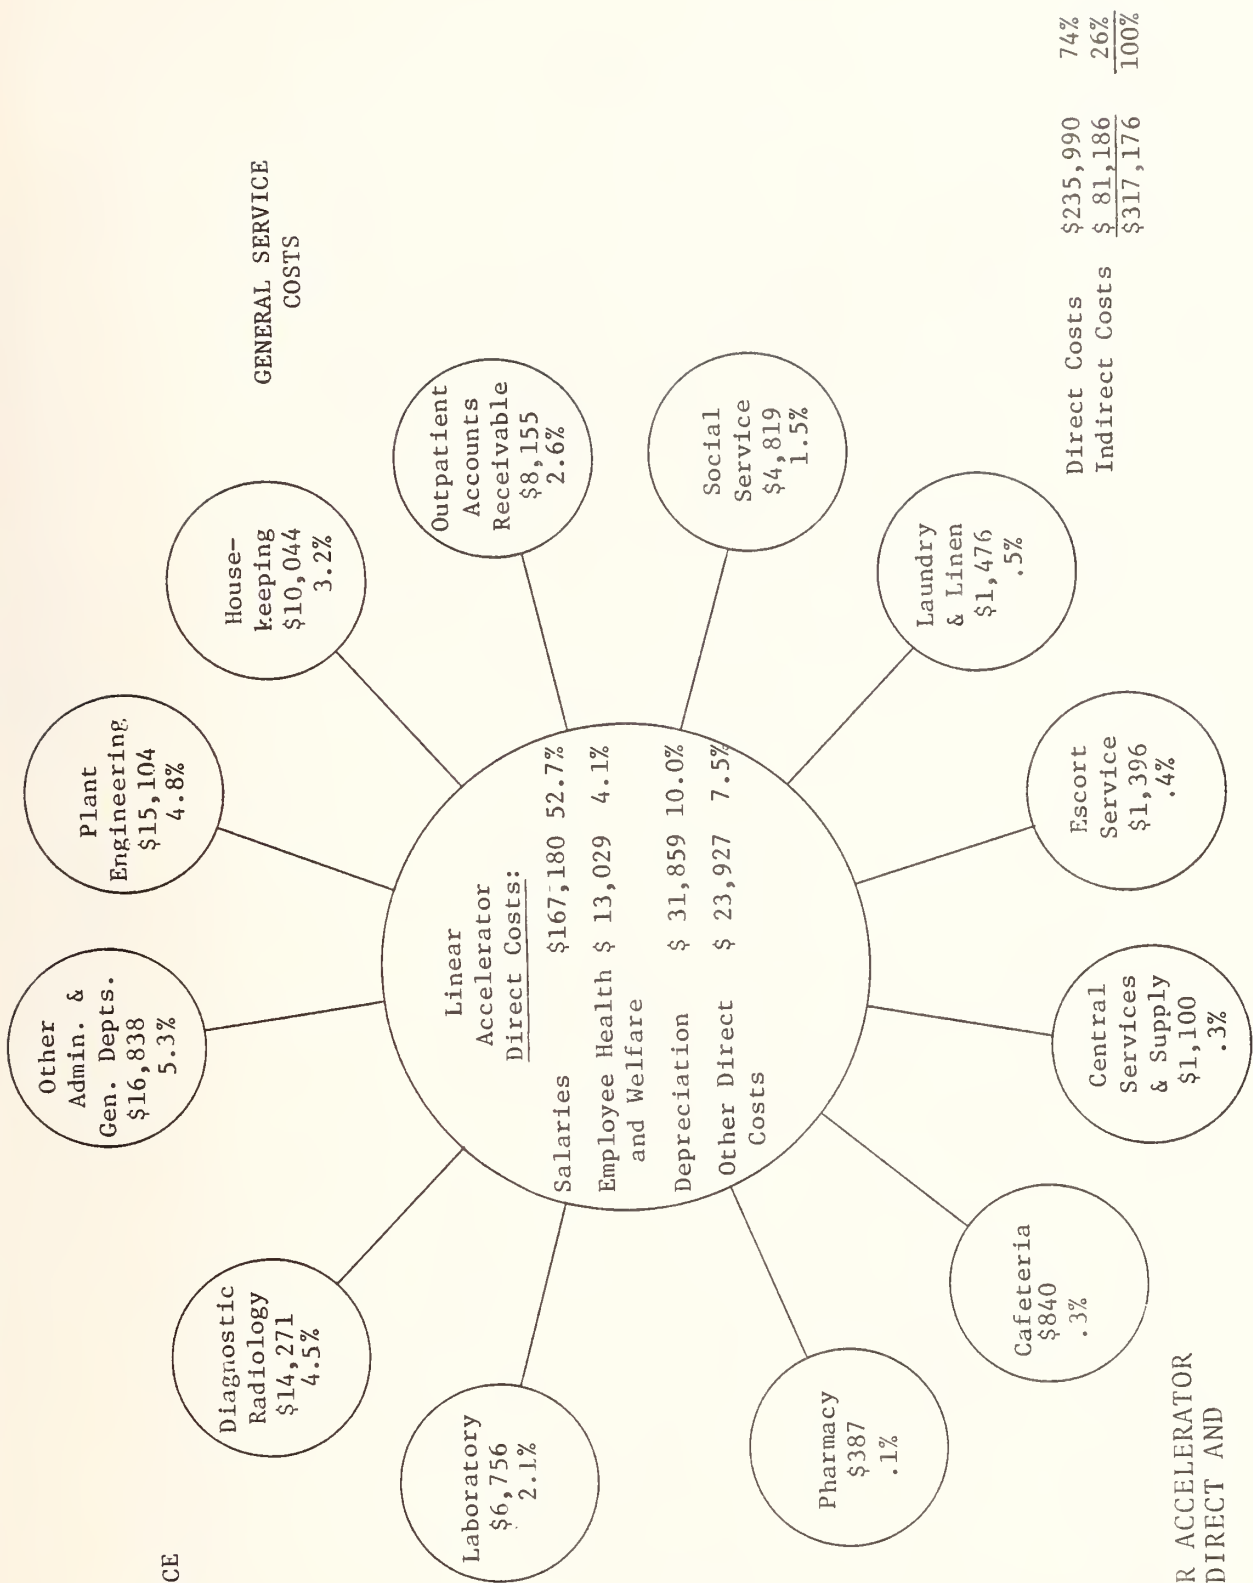 CE
GENERAL SERVICE
COSTS
Other
Admin. &
Gen. Depts.
$16,838
5.3%
Plant
Engineering
$15,104
4.8%
House-
keeping
$10,044
3.2%
Outpatient
Accounts
Receivable
$8,155
2.6%
Social
Service
$4,819
1.5%
Laundry
& Linen
$1,476
.5%
Escort
Service
$1,396
.4%
Central
Services
& Supply
$1,100
.3%
Cafeteria
$840
.3%
Pharmacy
$387
.1%
Laboratory
$6,756
2.1%
Diagnostic
Radiology
$14,271
4.5%
Linear
Accelerator
Direct Costs:
Salaries $167,180 52.7%
Employee Health $ 13,029 4.1%
and Welfare
Depreciation $ 31,859 10.0%
Other Direct $ 23,927 7.5%
Costs
Direct Costs $235,990 74%
Indirect Costs $ 81,186 26%
$317,176 100%
R ACCELERATOR
DIRECT AND